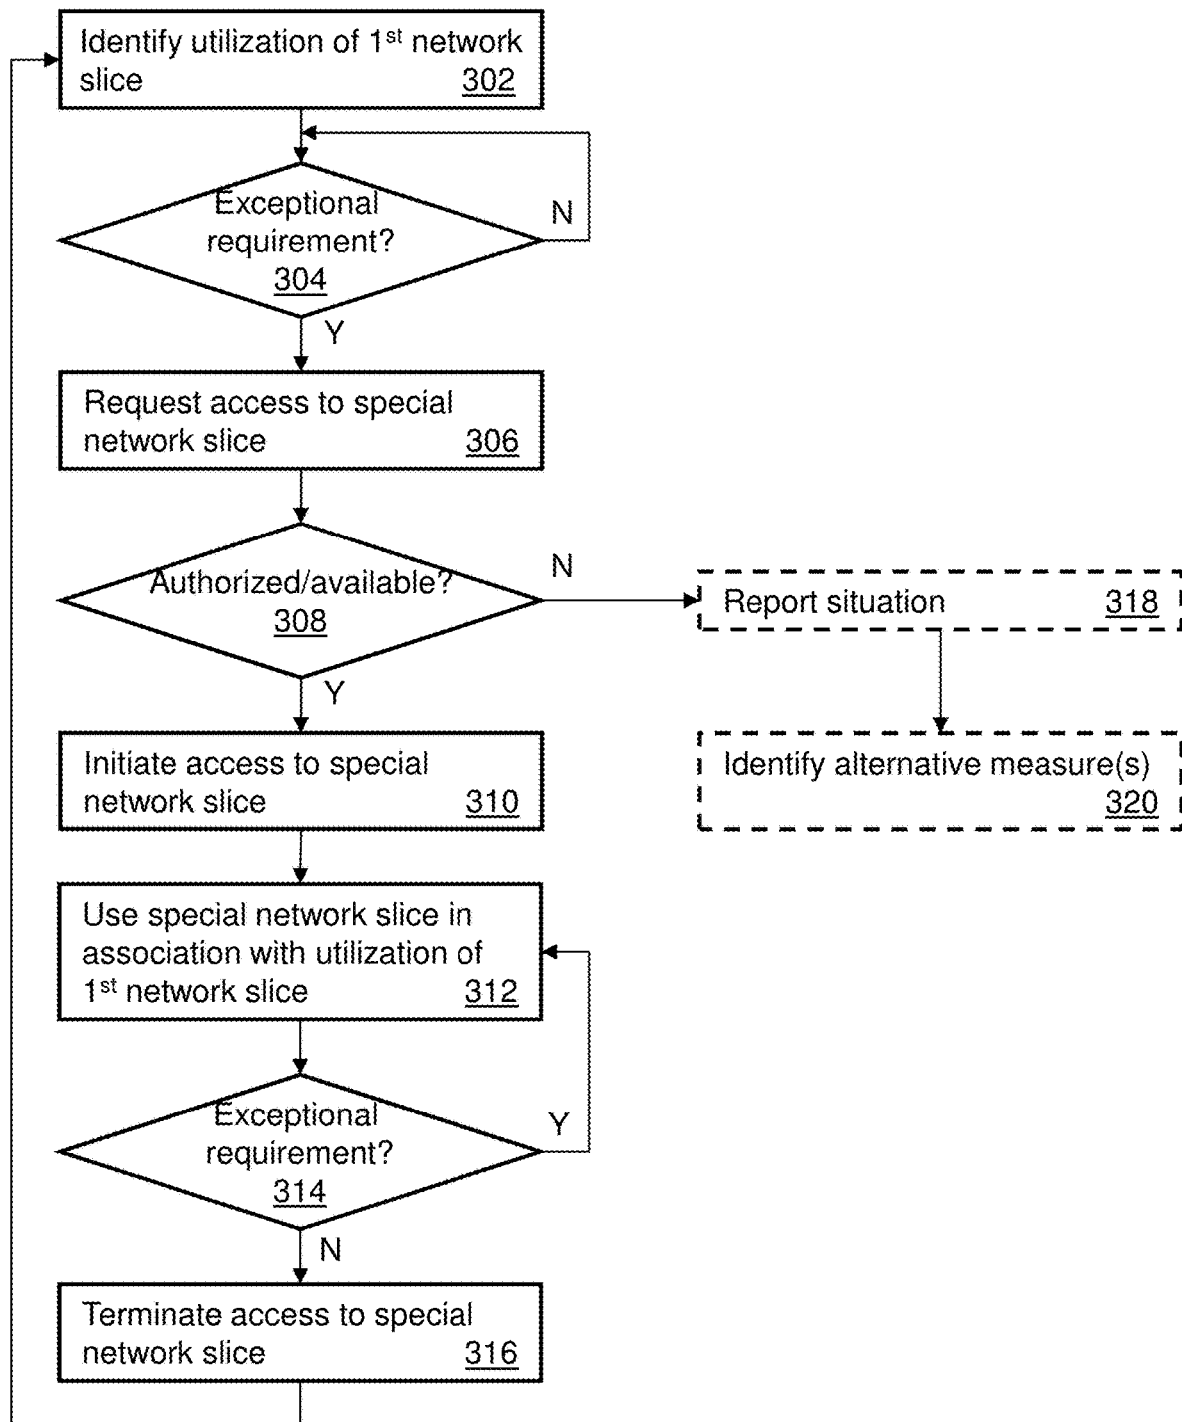 Identify utilization of 1st network
slice 302
Exceptional
requirement?
304
N
Y
Request access to special
network slice 306
Authorized/available?
308
N
Y
Report situation 318
Initiate access to special
network slice 310
Identify alternative measure(s)
320
Use special network slice in
association with utilization of
1st network slice 312
Exceptional
requirement?
314
Y
N
Terminate access to special
network slice 316